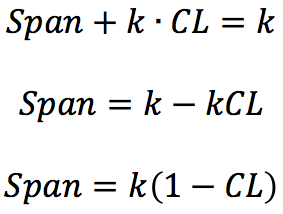 Span + k · CL = k
Span = k − kCL
Span = k(1 − CL)